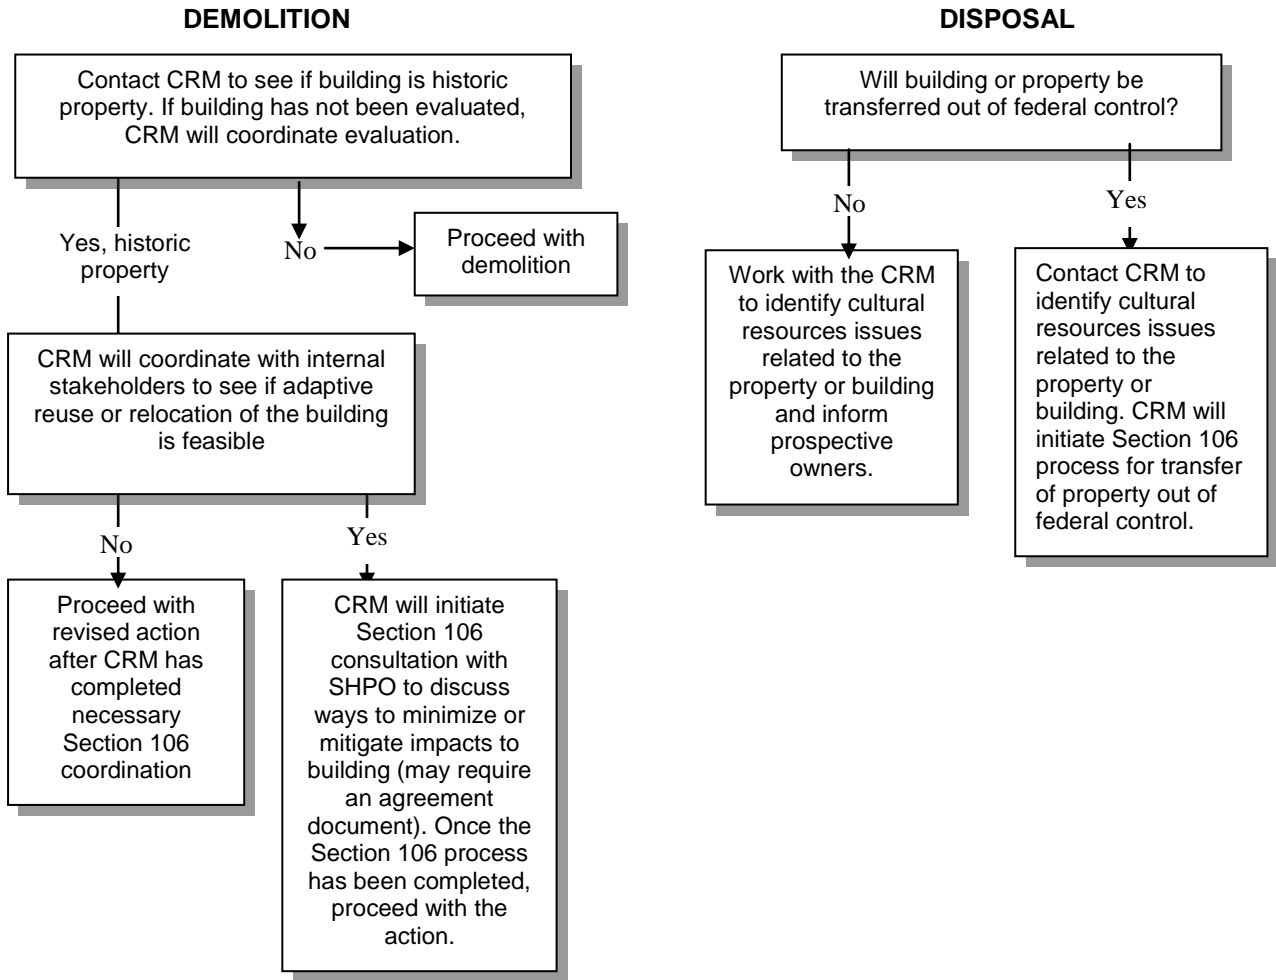 DEMOLITION
Contact CRM to see if building is historic
property. If building has not been evaluated,
CRM will coordinate evaluation.
Yes, historic
property
No
Proceed with
demolition
CRM will coordinate with internal
stakeholders to see if adaptive
reuse or relocation of the building
is feasible
No
Yes
Proceed with
revised action
after CRM has
completed
necessary
Section 106
coordination
CRM will initiate
Section 106
consultation with
SHPO to discuss
ways to minimize or
mitigate impacts to
building (may require
an agreement
document). Once the
Section 106 process
has been completed,
proceed with the
action.
DISPOSAL
Will building or property be
transferred out of federal control?
No
Yes
Work with the CRM
to identify cultural
resources issues
related to the
property or building
and inform
prospective
owners.
Contact CRM to
identify cultural
resources issues
related to the
property or
building. CRM will
initiate Section 106
process for transfer
of property out of
federal control.